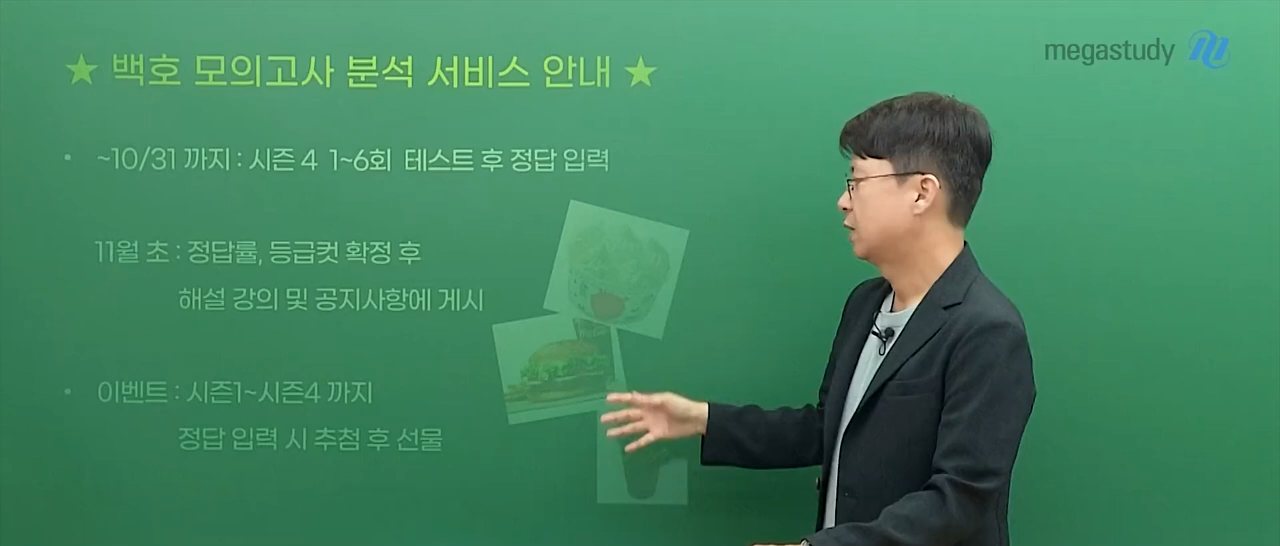 ★ 백호 모의고사 분석 서비스 안내 ★
megastudy
• ~10/31 까지 : 시즌 4 1~6회 테스트 후 정답 입력
11월 초 : 정답률, 등급컷 확정 후
해설 강의 및 공지사항에 게시
• 이벤트 : 시즌1~시즌4 까지
정답 입력 시 추첨 후 선물